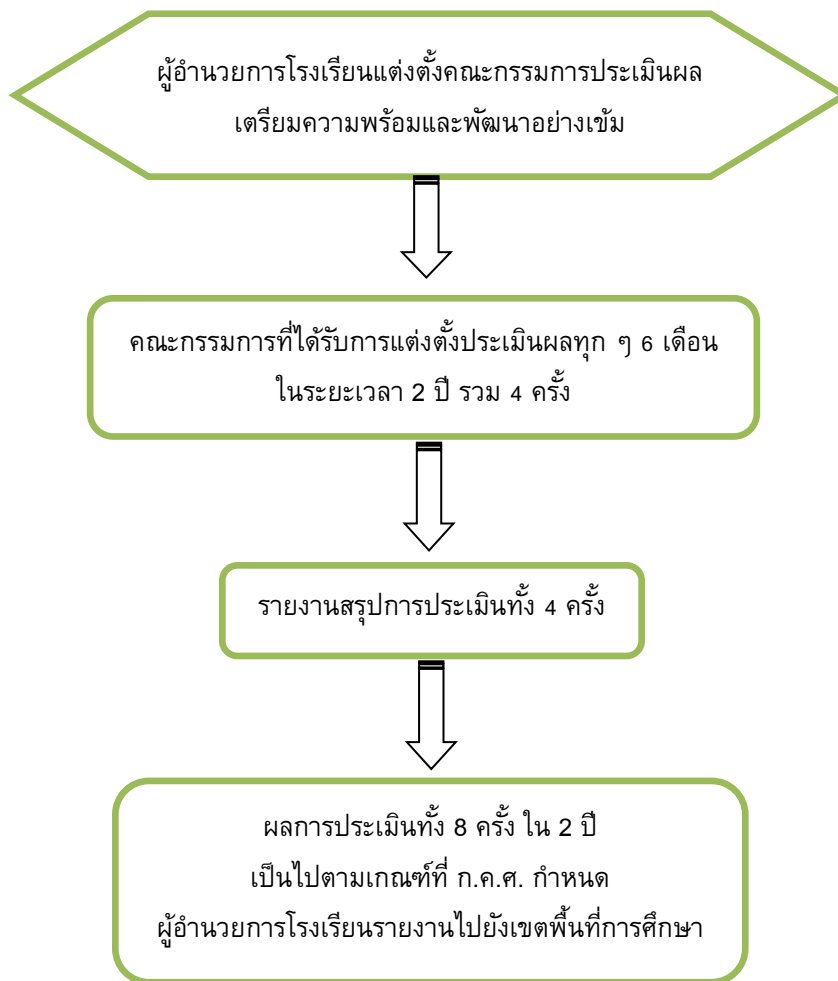 ผู้อำนวยการโรงเรียนแต่งตั้งคณะกรรมการประเมินผล
เตรียมความพร้อมและพัฒนาอย่างเข้ม
คณะกรรมการที่ได้รับการแต่งตั้งประเมินผลทุก ๆ 6 เดือน
ในระยะเวลา 2 ปี รวม 4 ครั้ง
รายงานสรุปการประเมินทั้ง 4 ครั้ง
ผลการประเมินทั้ง 8 ครั้ง ใน 2 ปี
เป็นไปตามเกณฑ์ที่ ก.ค.ศ. กำหนด
ผู้อำนวยการโรงเรียนรายงานไปยังเขตพื้นที่การศึกษา